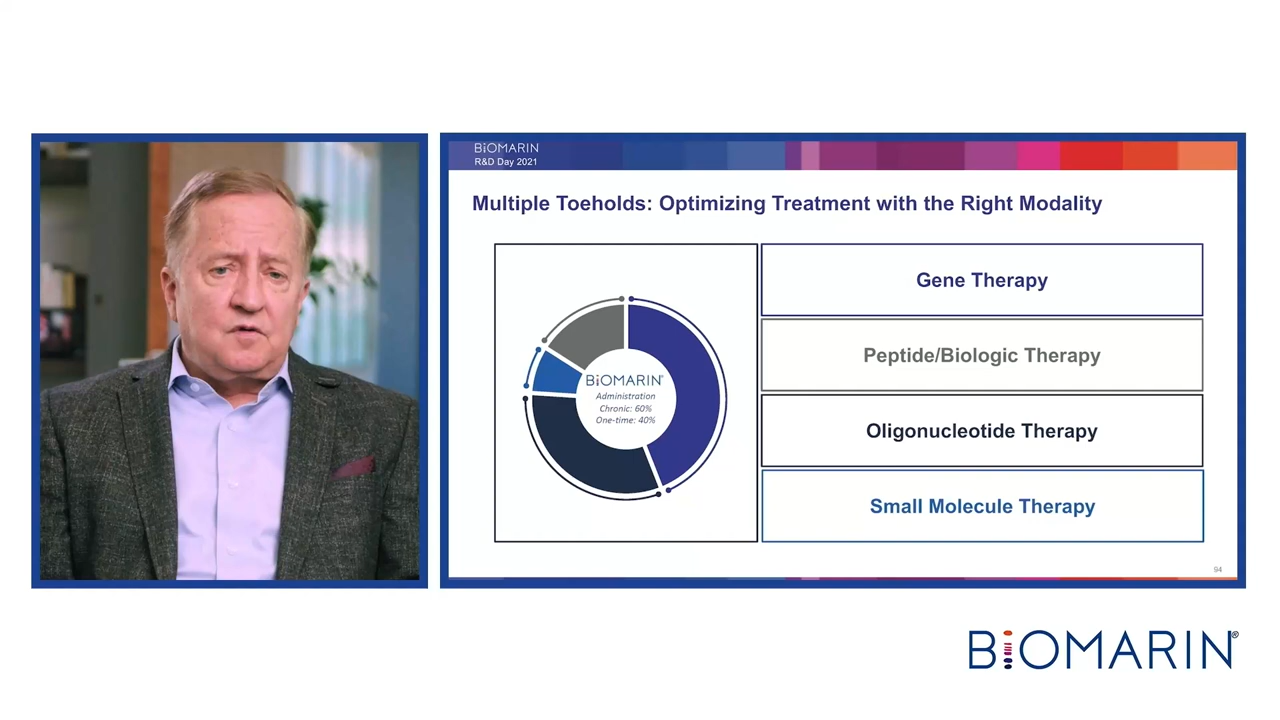 BiOMARIN
R&D Day 2021
Multiple Toeholds: Optimizing Treatment with the Right Modality
BiOMARIN®
Administration
Chronic: 60%
One-time: 40%
Gene Therapy
Peptide/Biologic Therapy
Oligonucleotide Therapy
Small Molecule Therapy
94
BiOMARIN®